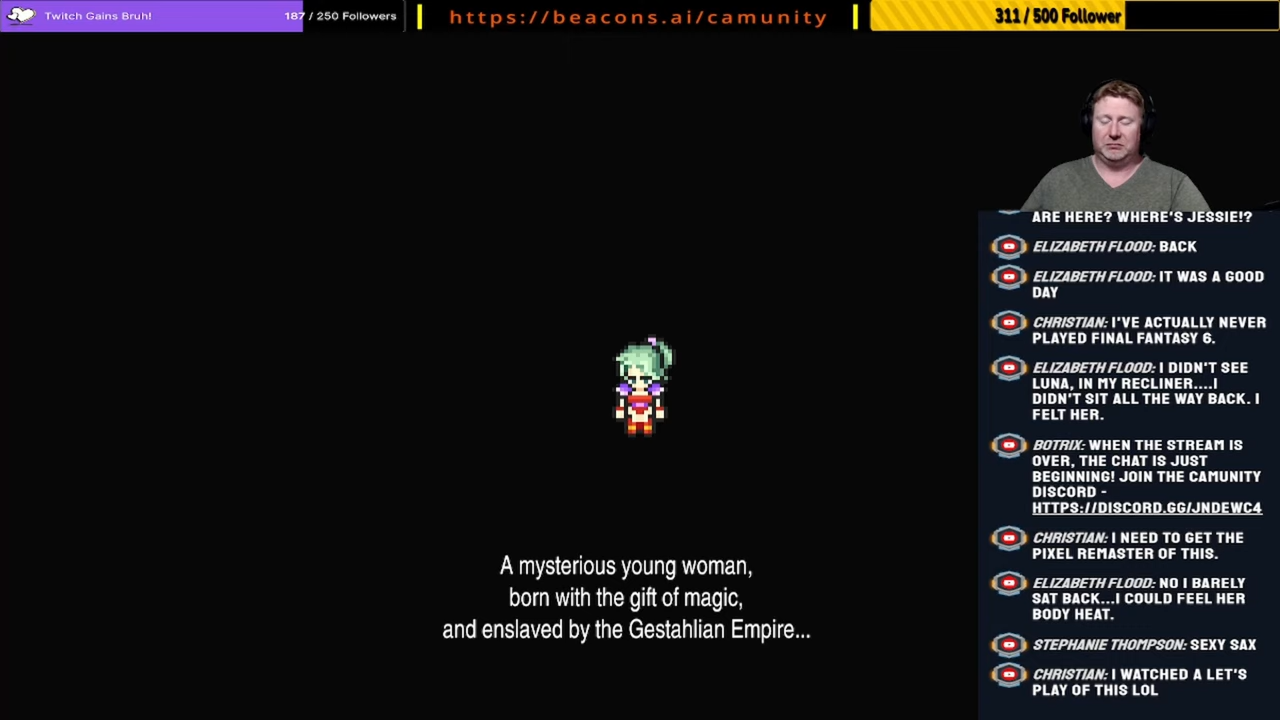 Twitch Gains Bruh!
187 / 250 Followers
https://beacons.ai/camunity
311 / 500 Follower
ARE HERE? WHERE'S JESSIE!?
ELIZABETH FLOOD: BACK
ELIZABETH FLOOD: IT WAS A GOOD
DAY
CHRISTIAN: I'VE ACTUALLY NEVER
PLAYED FINAL FANTASY 6.
ELIZABETH FLOOD: I DIDN'T SEE
LUNA, IN MY RECLINER....I
DIDN'T SIT ALL THE WAY BACK. I
FELT HER.
BOTRIX: WHEN THE STREAM IS
OVER, THE CHAT IS JUST
BEGINNING! JOIN THE CAMUNITY
DISCORD -
HTTPS://DISCORD.GG/JNDEWC4
CHRISTIAN: I NEED TO GET THE
PIXEL REMASTER OF THIS.
ELIZABETH FLOOD: NO I BARELY
SAT BACK...I COULD FEEL HER
BODY HEAT.
STEPHANIE THOMPSON: SEXY SAX
CHRISTIAN: I WATCHED A LET'S
PLAY OF THIS LOL
A mysterious young woman,
born with the gift of magic,
and enslaved by the Gestahlian Empire...